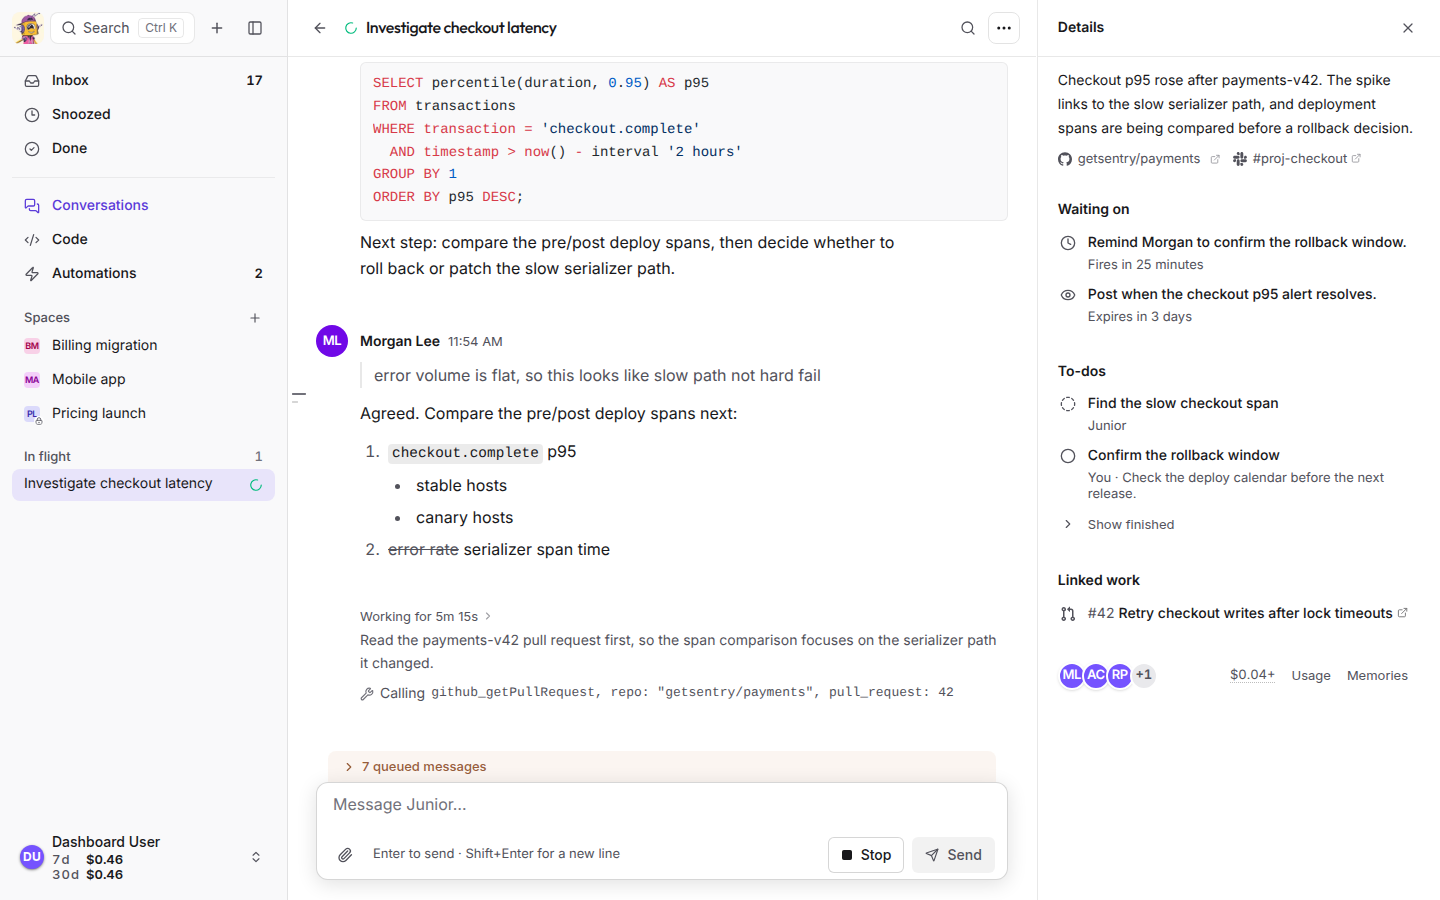 Search Ctrl K
Inbox 17
Snoozed
Done
Conversations
Code
Automations 2
Spaces
BM Billing migration
MA Mobile app
PL Pricing launch
In flight 1
Investigate checkout latency
DU Dashboard User
7d $0.46
30d $0.46
Investigate checkout latency
SELECT percentile(duration, 0.95) AS p95
FROM transactions
WHERE transaction = 'checkout.complete'
AND timestamp > now() - interval '2 hours'
GROUP BY 1
ORDER BY p95 DESC;
Next step: compare the pre/post deploy spans, then decide whether to
roll back or patch the slow serializer path.
ML Morgan Lee 11:54 AM
error volume is flat, so this looks like slow path not hard fail
Agreed. Compare the pre/post deploy spans next:
1. checkout.complete p95
• stable hosts
• canary hosts
2. error rate serializer span time
Working for 5m 15s
Read the payments-v42 pull request first, so the span comparison focuses on the serializer path
it changed.
Calling github_getPullRequest, repo: "getsentry/payments", pull_request: 42
7 queued messages
Message Junior...
Enter to send · Shift+Enter for a new line
Stop
Send
Details
Checkout p95 rose after payments-v42. The spike
links to the slow serializer path, and deployment
spans are being compared before a rollback decision.
getsentry/payments #proj-checkout
Waiting on
Remind Morgan to confirm the rollback window.
Fires in 25 minutes
Post when the checkout p95 alert resolves.
Expires in 3 days
To-dos
Find the slow checkout span
Junior
Confirm the rollback window
You · Check the deploy calendar before the next
release.
Show finished
Linked work
#42 Retry checkout writes after lock timeouts
ML AC RP +1 $0.04+ Usage Memories